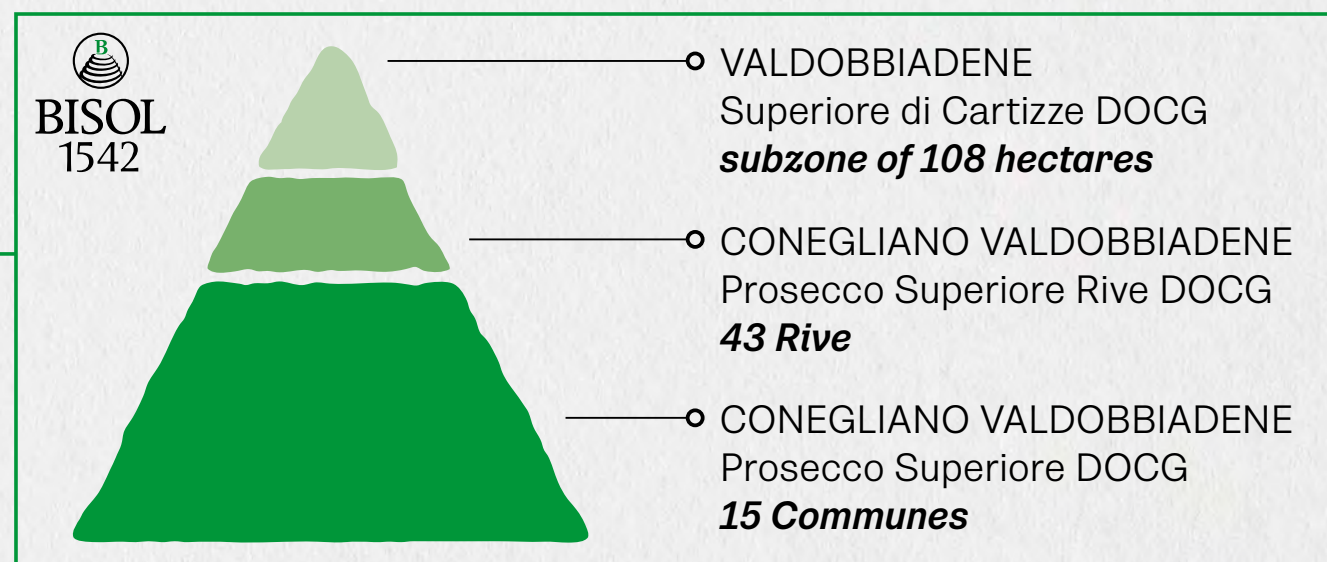 B
BISOL
1542
VALDOBBIADENE
Superiore di Cartizze DOCG
subzone of 108 hectares
CONEGLIANO VALDOBBIADENE
Prosecco Superiore Rive DOCG
43 Rive
CONEGLIANO VALDOBBIADENE
Prosecco Superiore DOCG
15 Communes